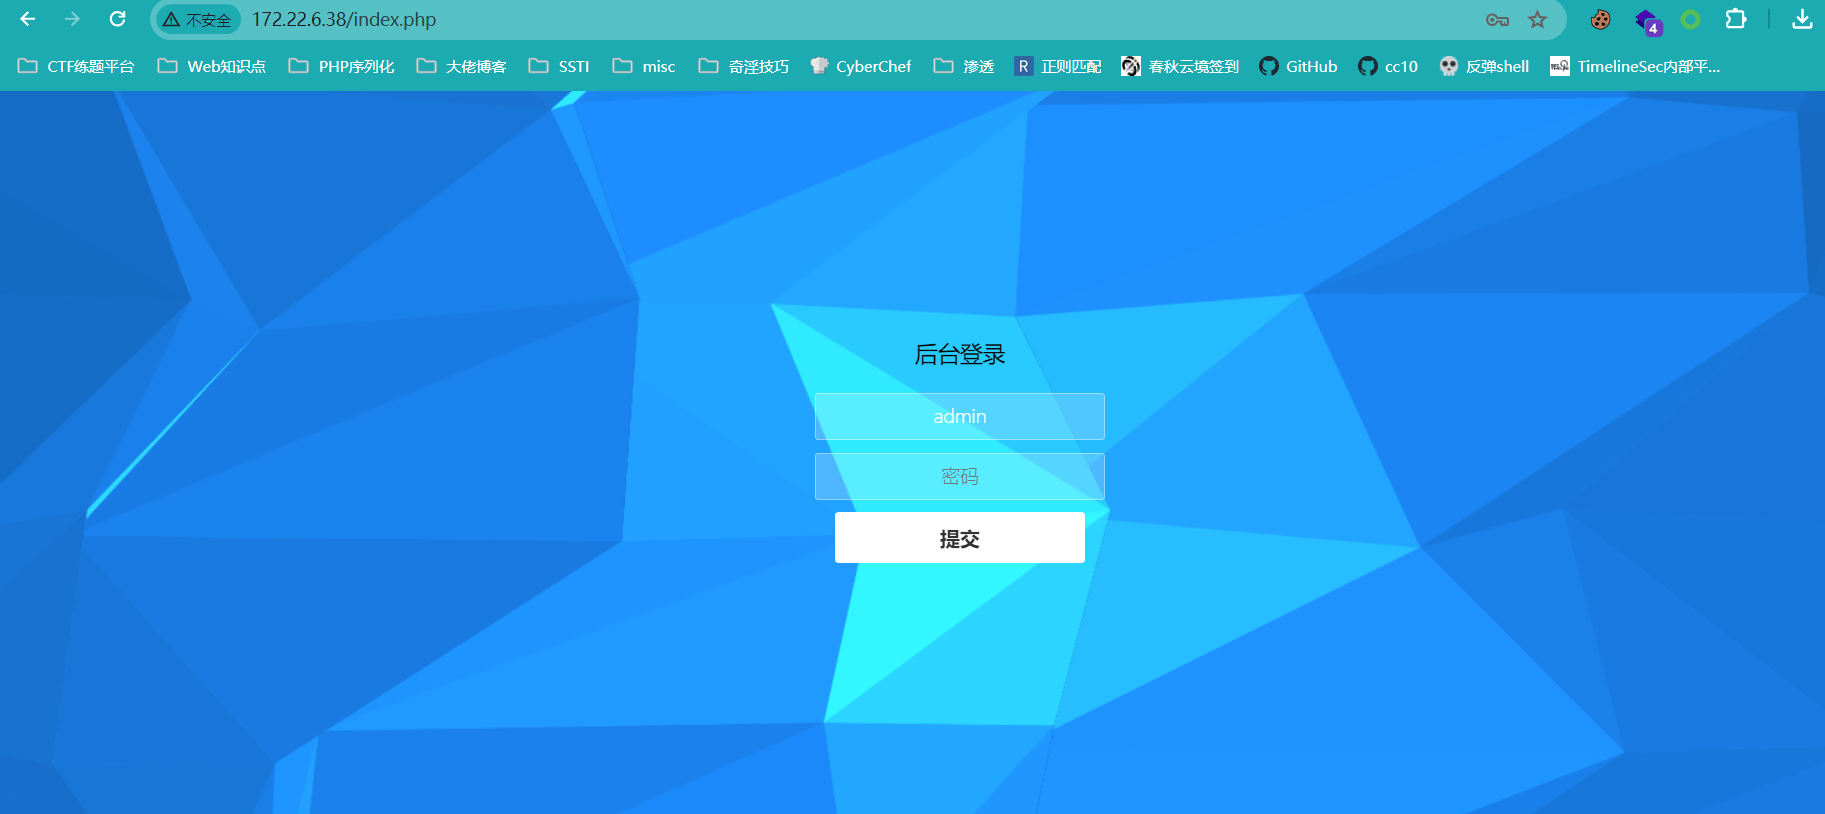 不安全 172.22.6.38/index.php
4
CTF练题平台 Web知识点 PHP序列化 大佬博客 SSTI misc 奇淫技巧 CyberChef 渗透 R 正则匹配 春秋云境签到 GitHub cc10 反弹shell TimelineSec内部平...
后台登录
admin
密码
提交